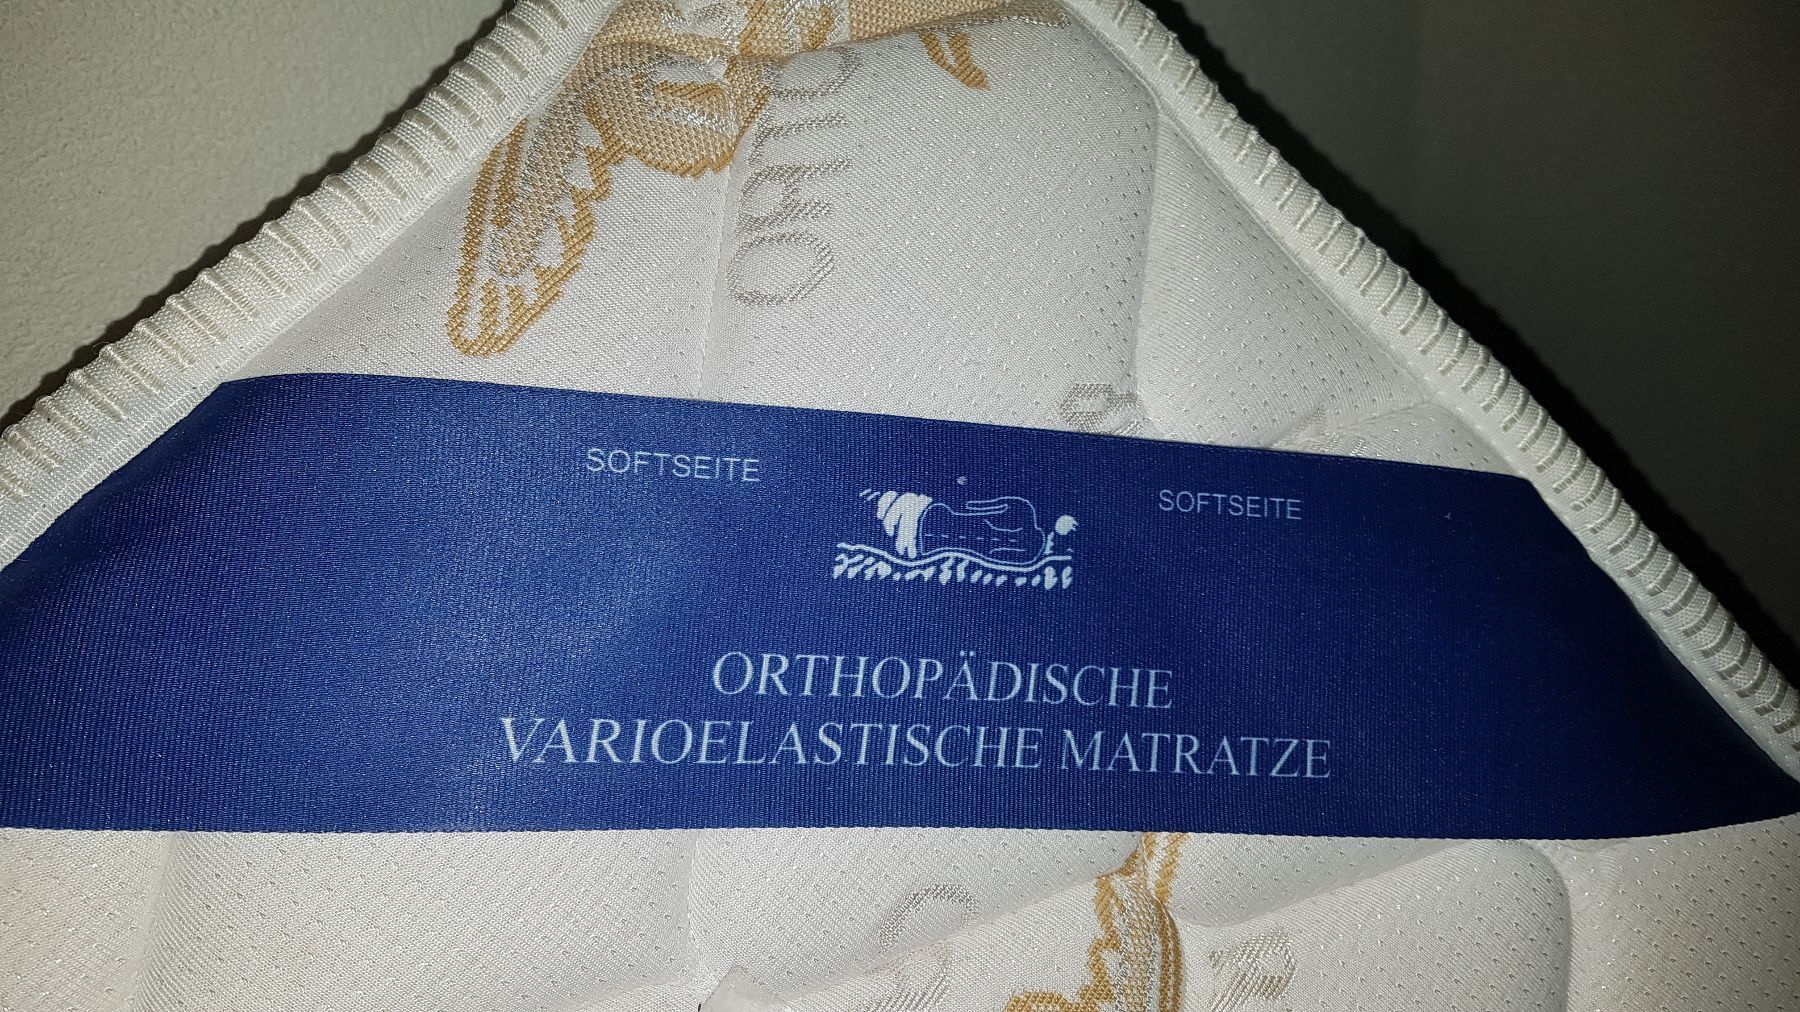 SOFTSEITE SOFTSEITE
ORTHOPÄDISCHE
VARIOELASTISCHE MATRATZE